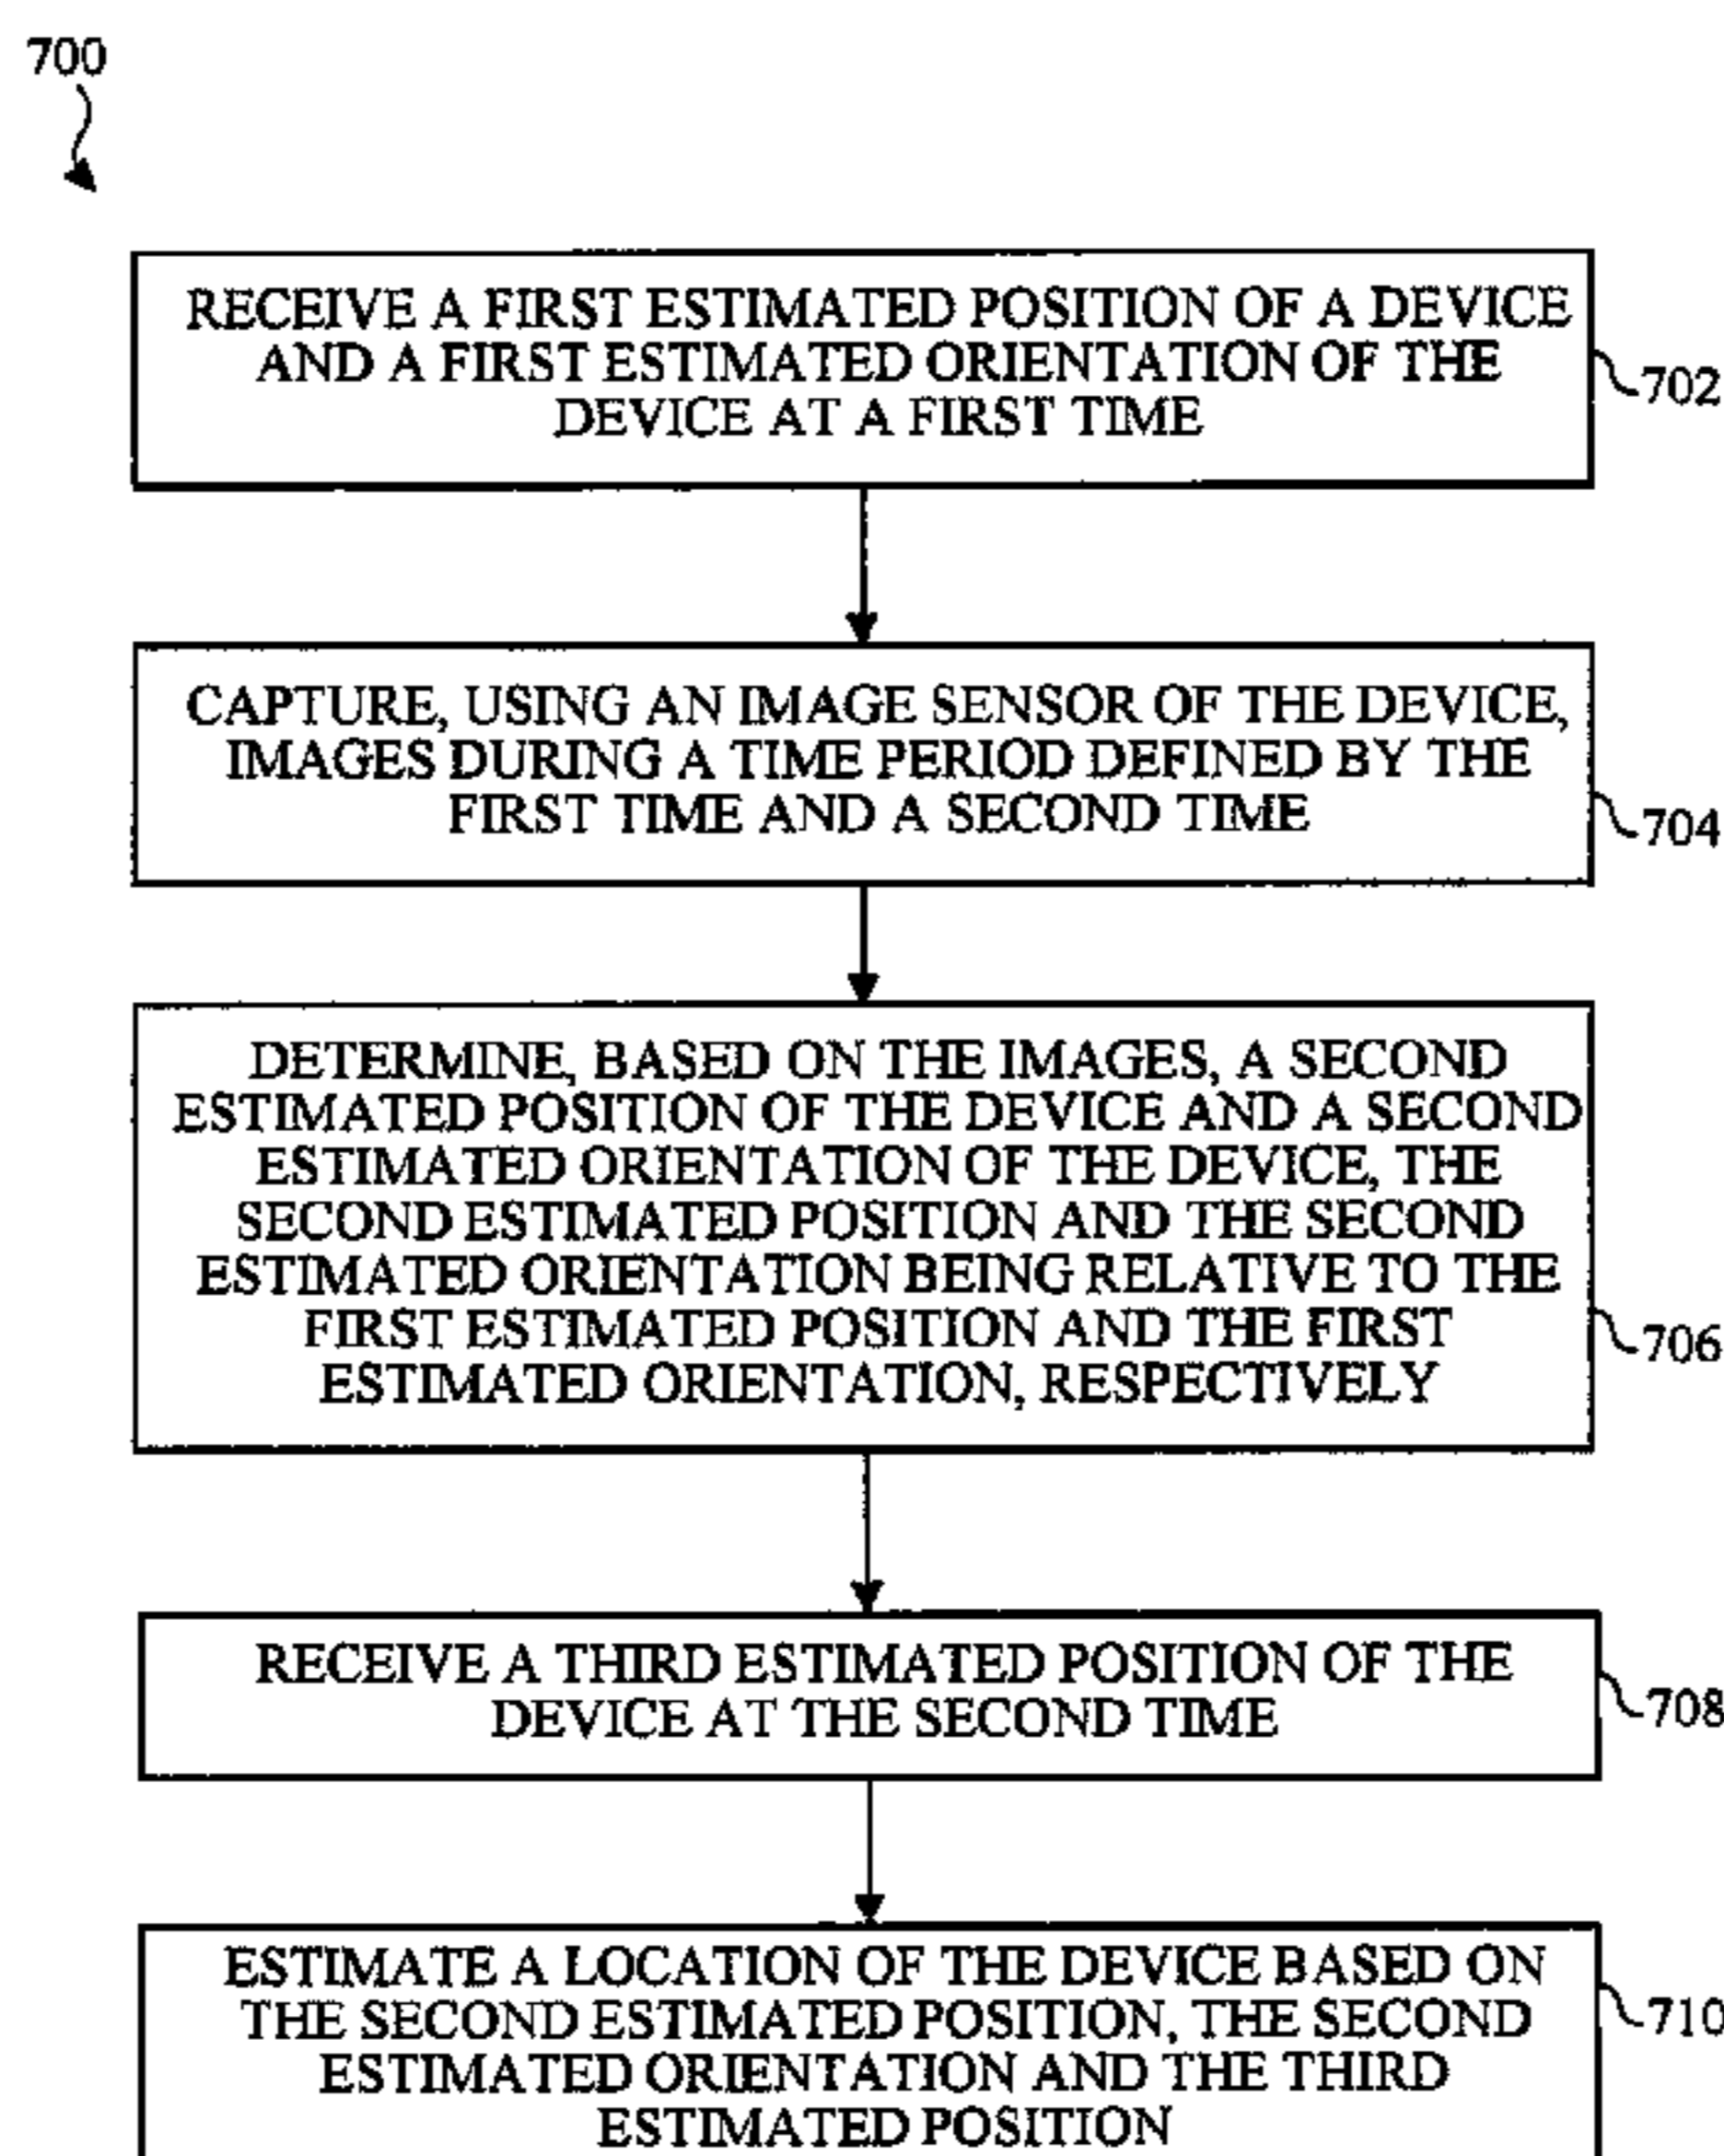 700
RECEIVE A FIRST ESTIMATED POSITION OF A DEVICE
AND A FIRST ESTIMATED ORIENTATION OF THE
DEVICE AT A FIRST TIME
702
CAPTURE, USING AN IMAGE SENSOR OF THE DEVICE,
IMAGES DURING A TIME PERIOD DEFINED BY THE
FIRST TIME AND A SECOND TIME
704
DETERMINE, BASED ON THE IMAGES, A SECOND
ESTIMATED POSITION OF THE DEVICE AND A SECOND
ESTIMATED ORIENTATION OF THE DEVICE, THE
SECOND ESTIMATED POSITION AND THE SECOND
ESTIMATED ORIENTATION BEING RELATIVE TO THE
FIRST ESTIMATED POSITION AND THE FIRST
ESTIMATED ORIENTATION, RESPECTIVELY
706
RECEIVE A THIRD ESTIMATED POSITION OF THE
DEVICE AT THE SECOND TIME
708
ESTIMATE A LOCATION OF THE DEVICE BASED ON
THE SECOND ESTIMATED POSITION, THE SECOND
ESTIMATED ORIENTATION AND THE THIRD
ESTIMATED POSITION
710